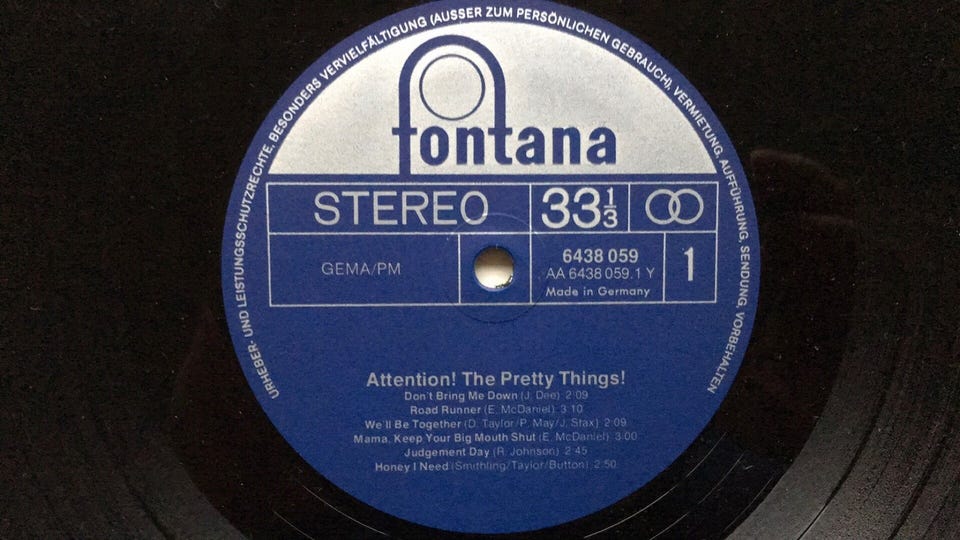 URHEBER- UND LEISTUNGSSCHUTZRECHTE, BESONDERS VERVIELFÄLTIGUNG (AUSSER ZUM PERSÖNLICHEN GEBRAUCH), VERMIETUNG, AUFFÜHRUNG, SENDUNG, VORBEHALTEN
fontana
STEREO 33 1/3
GEMA/PM
6438 059
AA 6438 059.1 Y
Made in Germany
1
Attention! The Pretty Things!
Don't Bring Me Down (J. Dee) 2:09
Road Runner (E. McDaniel) 3:10
We'll Be Together (D. Taylor/P. May/J. Stax) 2:09
Mama, Keep Your Big Mouth Shut (E. McDaniel) 3:00
Judgement Day (R. Johnson) 2:45
Honey I Need (Smithling/Taylor/Button) 2:50